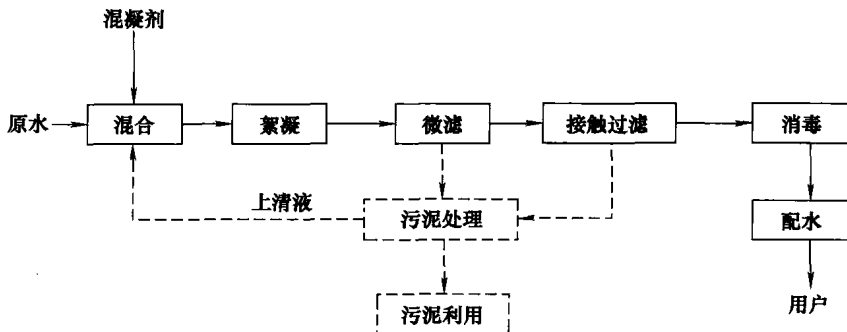 混凝剂
原水
混合
絮凝
微滤
接触过滤
消毒
上清液
污泥处理
配水
污泥利用
用户